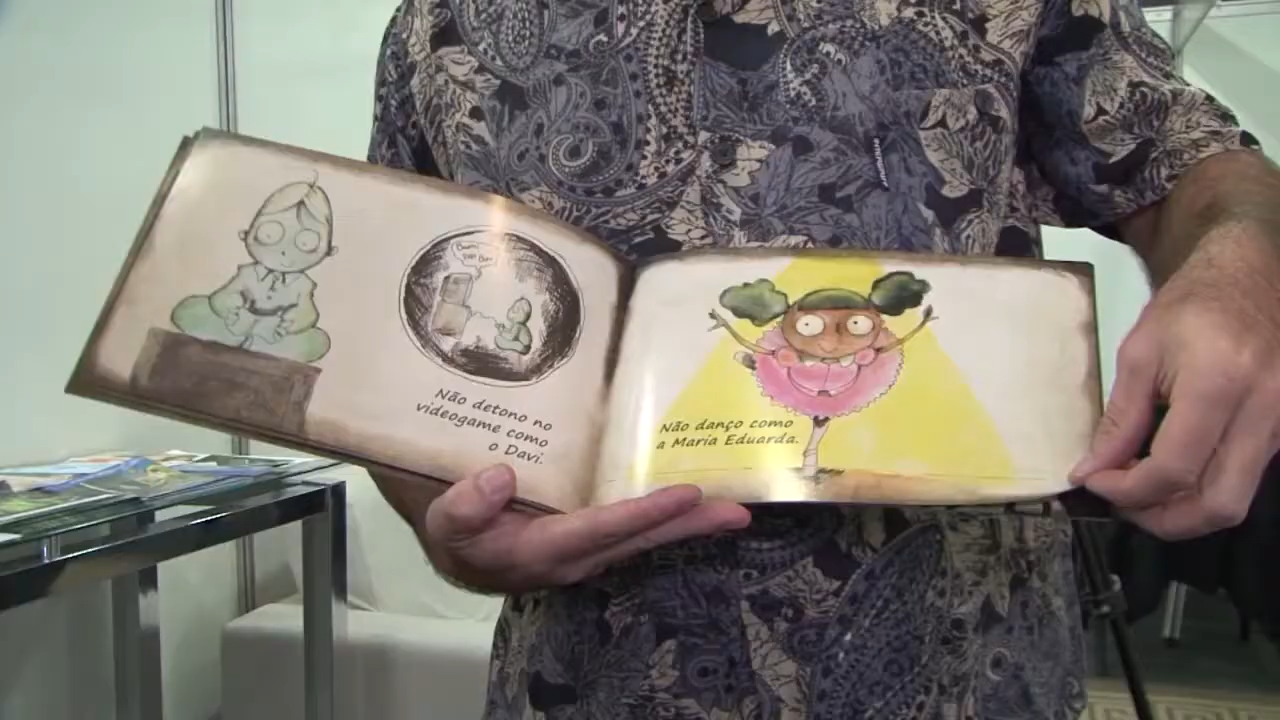 Não detono no
videogame como
o Davi.
Não danço como
a Maria Eduarda.